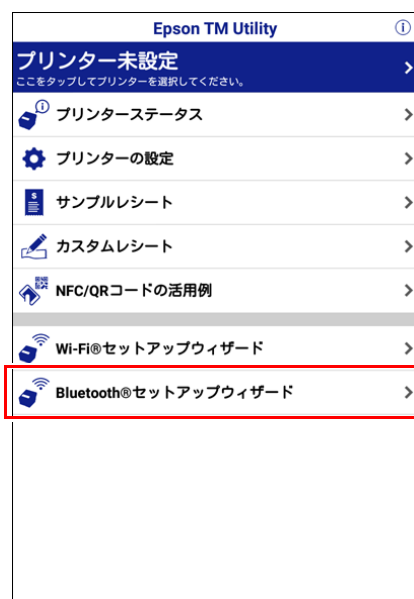 Epson TM Utility
プリンター未設定
ここをタップしてプリンターを選択してください。
プリンターステータス
プリンターの設定
サンプルレシート
カスタムレシート
NFC/QRコードの活用例
Wi-Fi®セットアップウィザード
Bluetooth®セットアップウィザード